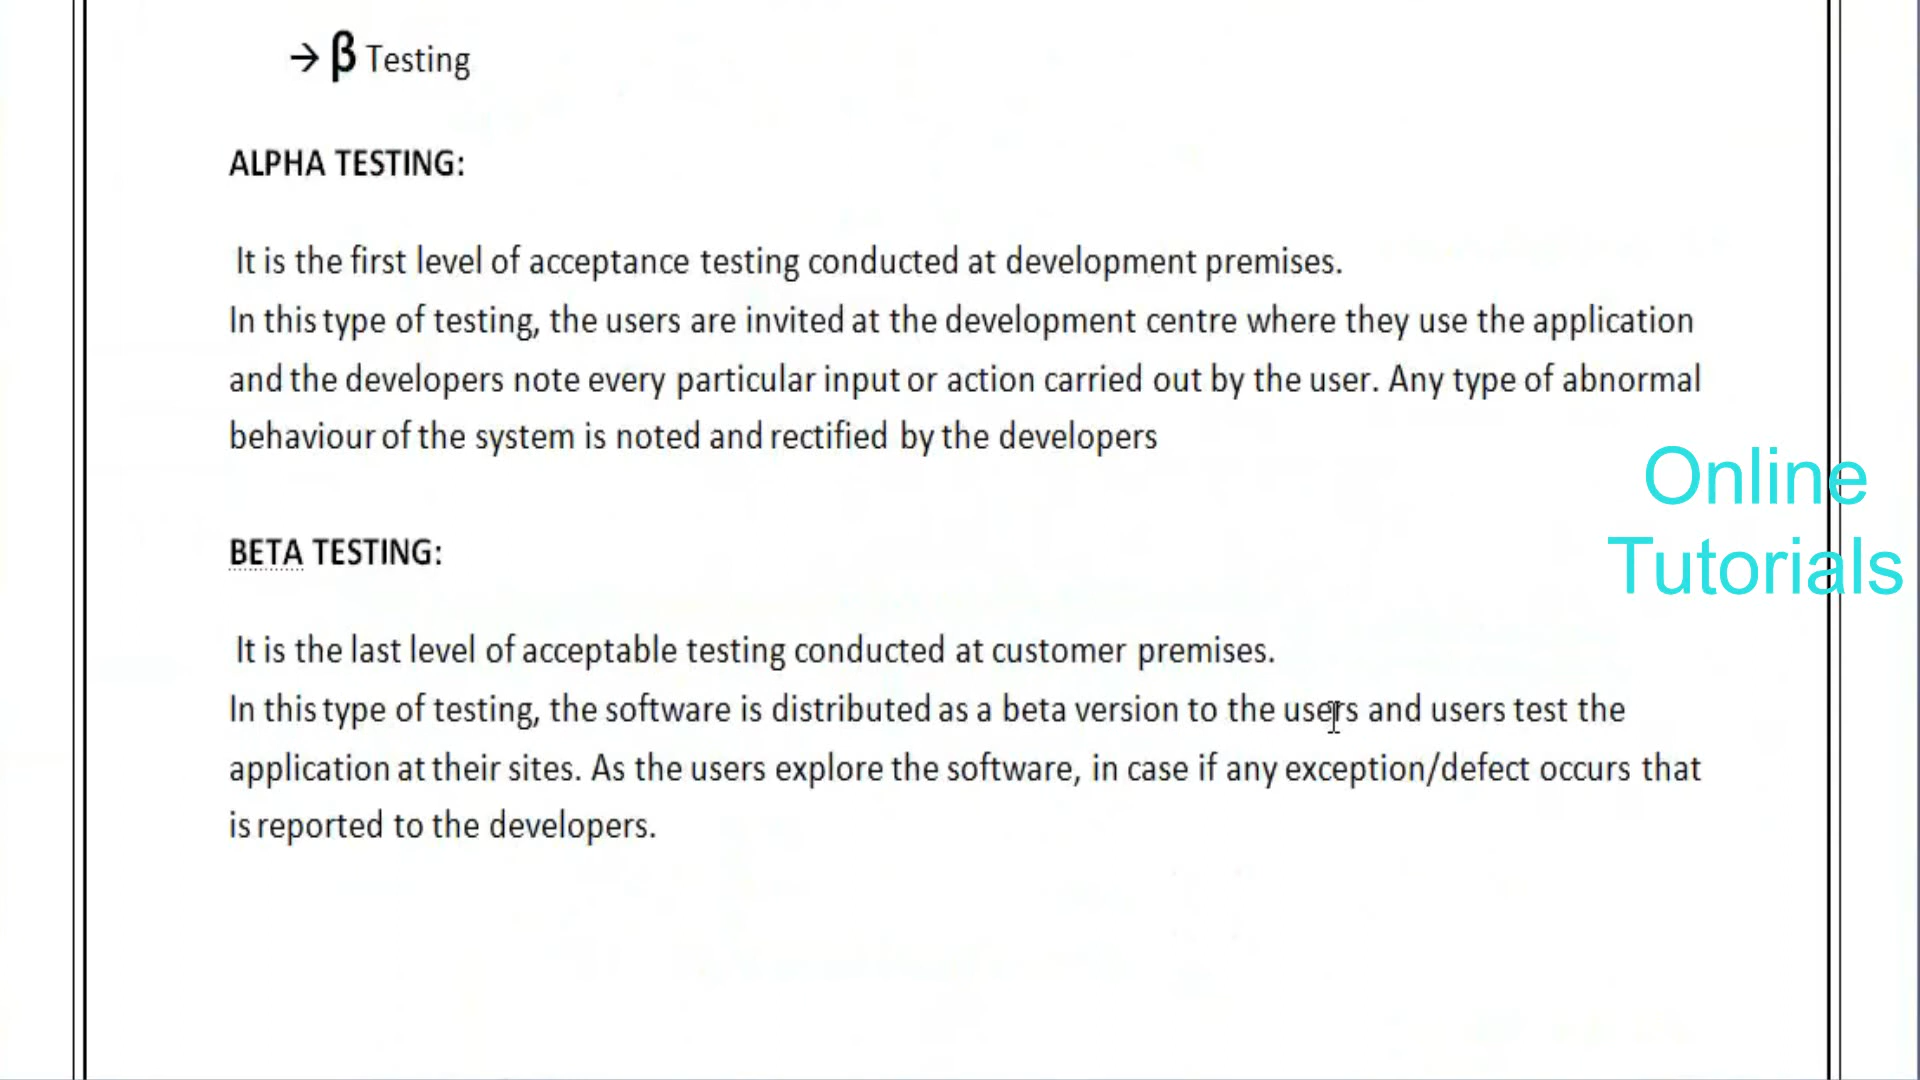 → β Testing
ALPHA TESTING:
It is the first level of acceptance testing conducted at development premises.
In this type of testing, the users are invited at the development centre where they use the application
and the developers note every particular input or action carried out by the user. Any type of abnormal
behaviour of the system is noted and rectified by the developers
Online
Tutorials
BETA TESTING:
It is the last level of acceptable testing conducted at customer premises.
In this type of testing, the software is distributed as a beta version to the users and users test the
application at their sites. As the users explore the software, in case if any exception/defect occurs that
is reported to the developers.